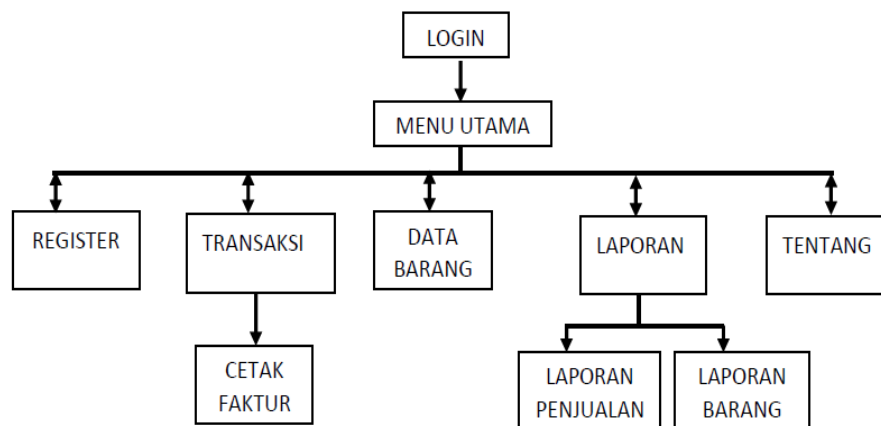 LOGIN
MENU UTAMA
REGISTER
TRANSAKSI
DATA
BARANG
LAPORAN
TENTANG
CETAK
FAKTUR
LAPORAN
PENJUALAN
LAPORAN
BARANG